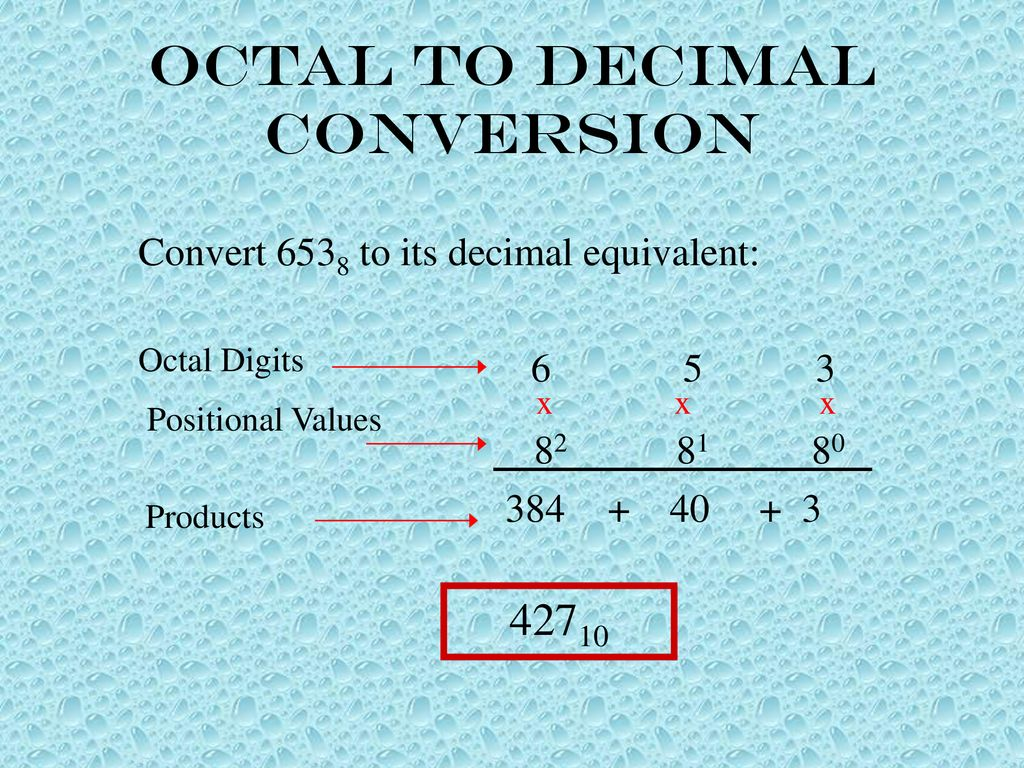 OCTAL TO DECIMAL
CONVERSION
Convert 653₈ to its decimal equivalent:
Octal Digits 6 5 3
x x x
Positional Values 8² 8¹ 8⁰
Products 384 + 40 + 3
427₁₀